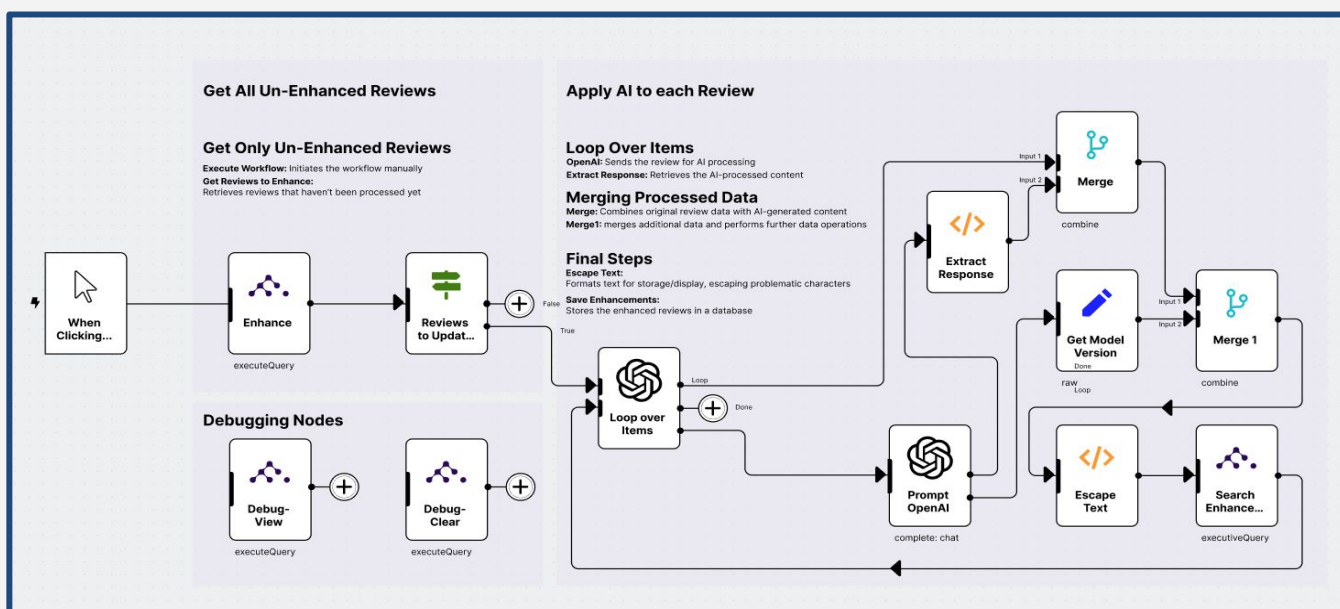 Get All Un-Enhanced Reviews
Get Only Un-Enhanced Reviews
Execute Workflow: Initiates the workflow manually
Get Reviews to Enhance:
Retrieves reviews that haven't been processed yet
When
Clicking...
Enhance
executeQuery
Reviews
to Updat...
False
True
Debugging Nodes
Debug-
View
executeQuery
Debug-
Clear
executeQuery
Apply AI to each Review
Loop Over Items
OpenAI: Sends the review for AI processing
Extract Response: Retrieves the AI-processed content
Merging Processed Data
Merge: Combines original review data with AI-generated content
Merge1: merges additional data and performs further data operations
Final Steps
Escape Text:
Formats text for storage/display, escaping problematic characters
Save Enhancements:
Stores the enhanced reviews in a database
Loop over
Items
Loop
Done
Prompt
OpenAI
complete: chat
Extract
Response
Input 1
Input 2
Merge
combine
Get Model
Version
Done
raw
Loop
Input 1
Input 2
Merge 1
combine
Escape
Text
Search
Enhance...
executiveQuery